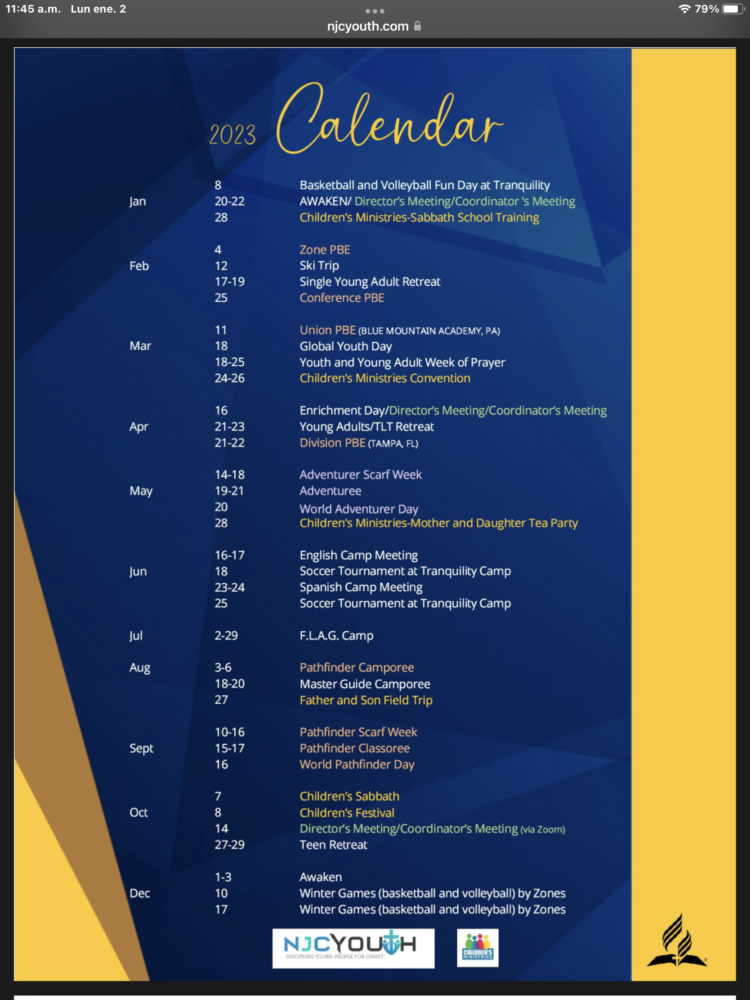 11:45 a.m. Lun ene. 2
79%
njcyouth.com
2023 Calendar
8 Basketball and Volleyball Fun Day at Tranquility
Jan 20-22 AWAKEN/ Director's Meeting/Coordinator 's Meeting
28 Children's Ministries-Sabbath School Training
4 Zone PBE
Feb 12 Ski Trip
17-19 Single Young Adult Retreat
25 Conference PBE
11 Union PBE (BLUE MOUNTAIN ACADEMY, PA)
Mar 18 Global Youth Day
18-25 Youth and Young Adult Week of Prayer
24-26 Children's Ministries Convention
16 Enrichment Day/Director's Meeting/Coordinator's Meeting
Apr 21-23 Young Adults/TLT Retreat
21-22 Division PBE (TAMPA, FL)
14-18 Adventurer Scarf Week
May 19-21 Adventuree
20 World Adventurer Day
28 Children's Ministries-Mother and Daughter Tea Party
16-17 English Camp Meeting
Jun 18 Soccer Tournament at Tranquility Camp
23-24 Spanish Camp Meeting
25 Soccer Tournament at Tranquility Camp
Jul 2-29 F.L.A.G. Camp
Aug 3-6 Pathfinder Camporee
18-20 Master Guide Camporee
27 Father and Son Field Trip
10-16 Pathfinder Scarf Week
Sept 15-17 Pathfinder Classoree
16 World Pathfinder Day
7 Children's Sabbath
Oct 8 Children's Festival
14 Director's Meeting/Coordinator's Meeting (via Zoom)
27-29 Teen Retreat
1-3 Awaken
Dec 10 Winter Games (basketball and volleyball) by Zones
17 Winter Games (basketball and volleyball) by Zones
NJCYOUTH
DISCIPLING YOUNG PEOPLE FOR CHRIST
CHILDREN'S
MINISTRIES